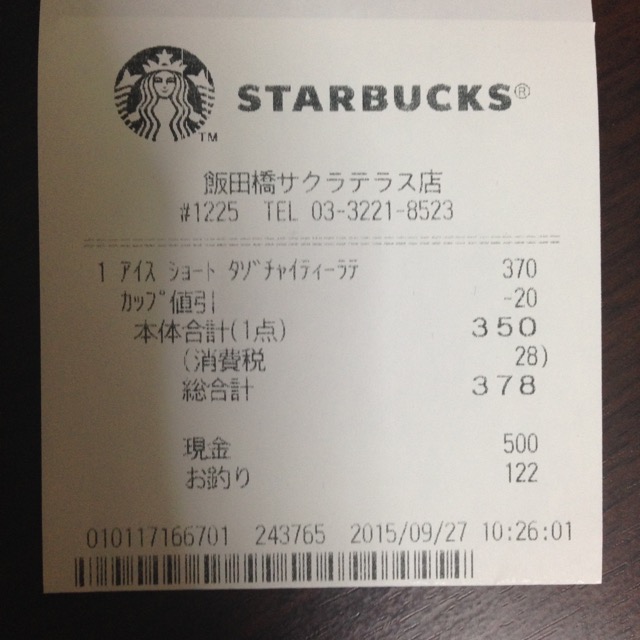 TM
STARBUCKS®
飯田橋サクラテラス店
#1225 TEL 03-3221-8523
1 ｱｲｽ ｼｮｰﾄ ﾀｿﾞﾁｬｲﾃｨｰﾗﾃ 370
ｶｯﾌﾟ値引 -20
本体合計(1点) 350
(消費税 28)
総合計 378
現金 500
お釣り 122
010117166701 243765 2015/09/27 10:26:01